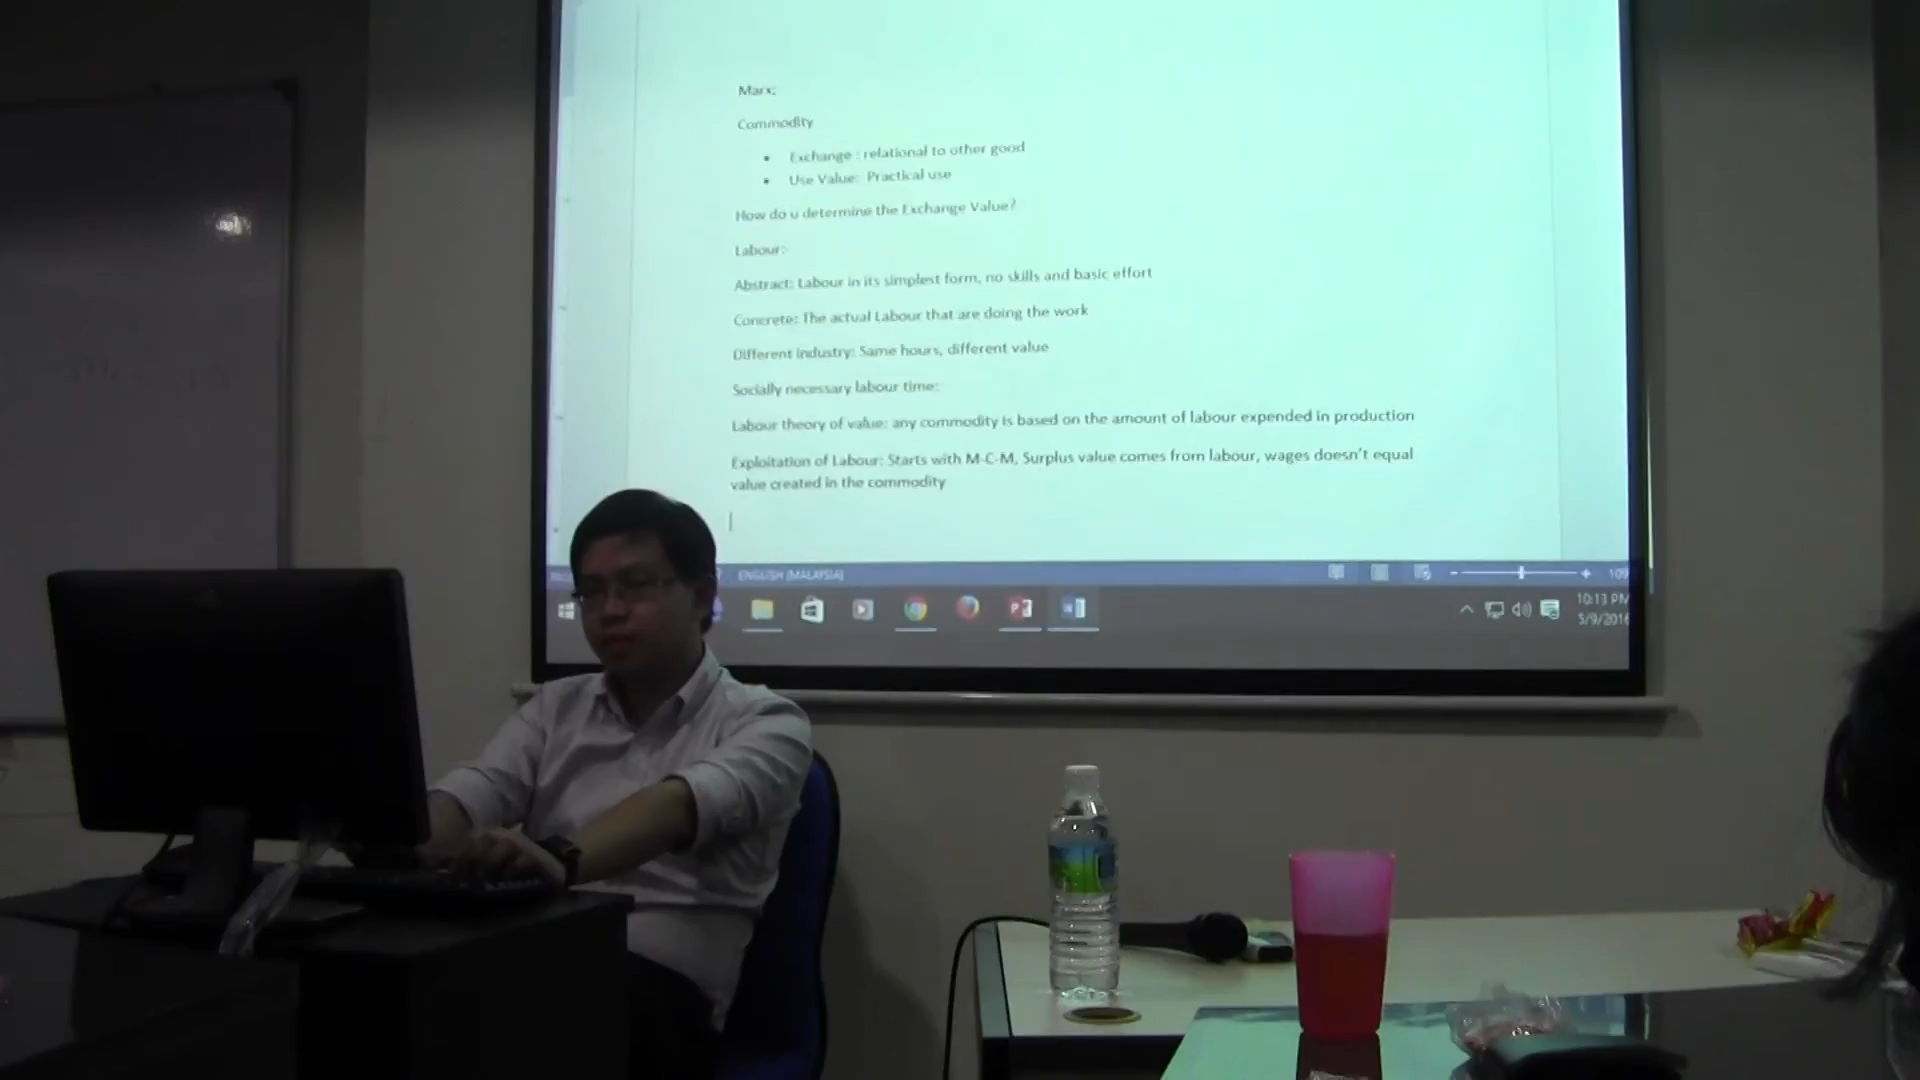 Marx:
Commodity
• Exchange : relational to other good
• Use Value: Practical use
How do u determine the Exchange Value?
Labour:
Abstract: Labour in its simplest form, no skills and basic effort
Concrete: The actual Labour that are doing the work
Different industry: Same hours, different value
Socially necessary labour time:
Labour theory of value: any commodity is based on the amount of labour expended in production
Exploitation of Labour: Starts with M-C-M, Surplus value comes from labour, wages doesn't equal
value created in the commodity
ENGLISH (MALAYSIA)
10:13 PM
5/9/2016